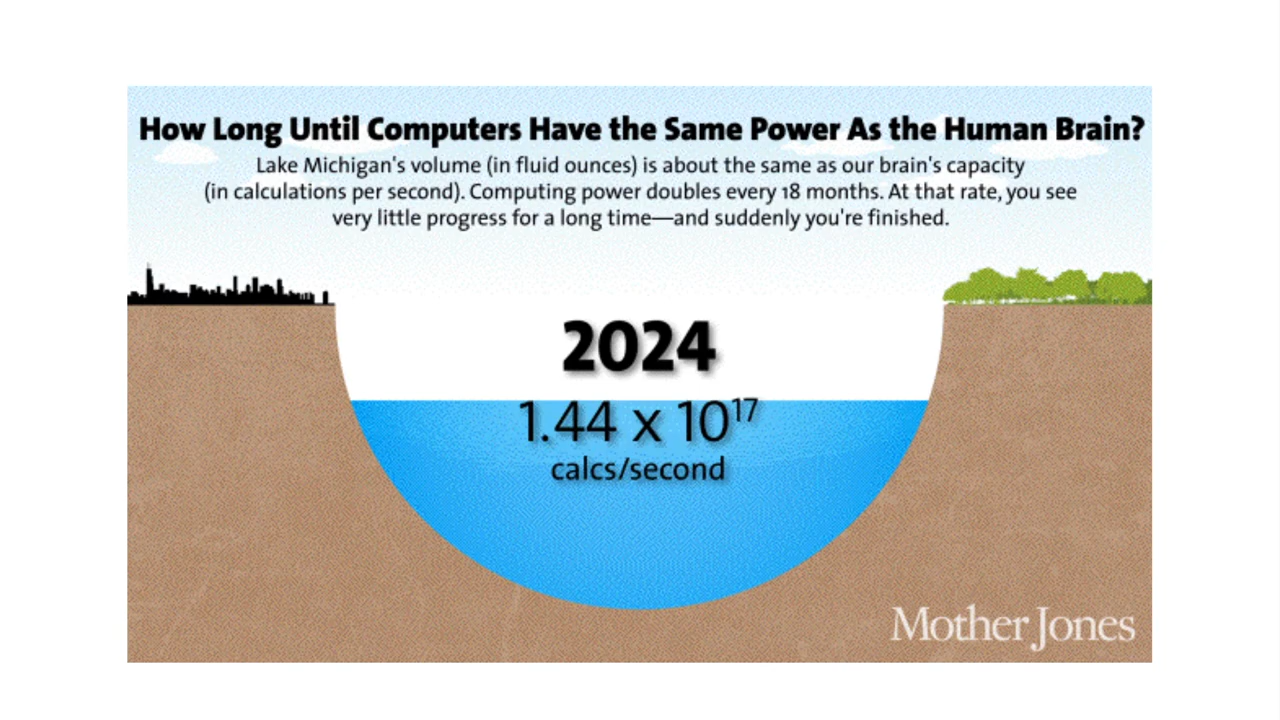 How Long Until Computers Have the Same Power As the Human Brain?
Lake Michigan's volume (in fluid ounces) is about the same as our brain's capacity
(in calculations per second). Computing power doubles every 18 months. At that rate, you see
very little progress for a long time—and suddenly you're finished.
2024
1.44 x 10¹⁷
calcs/second
Mother Jones